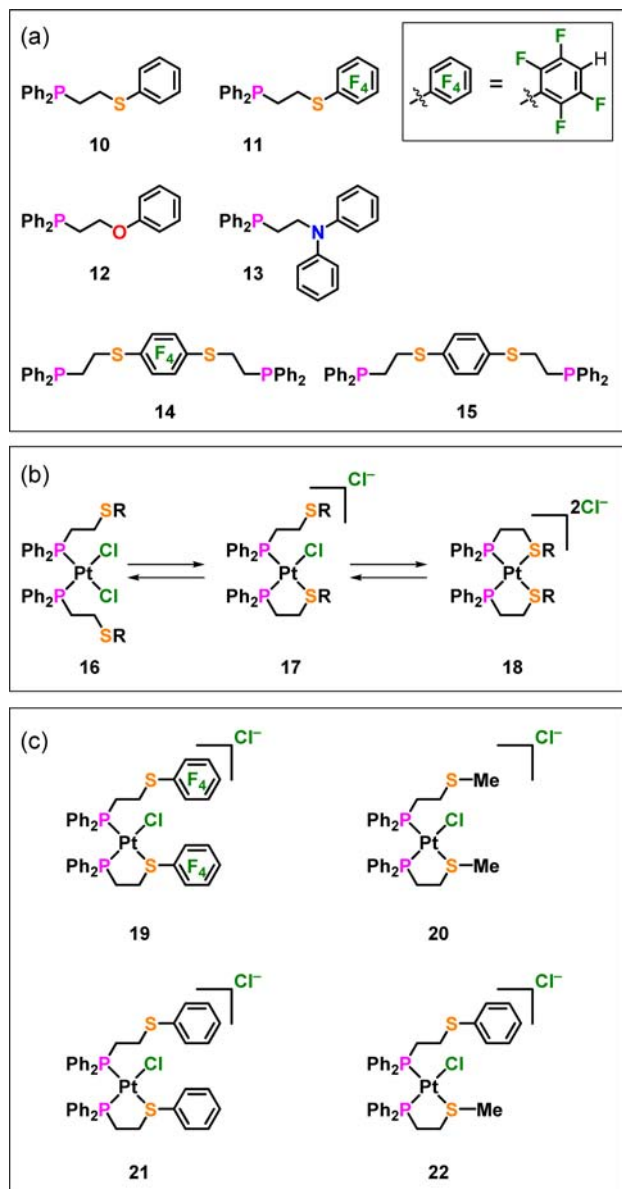 (a)
Ph2P S
10
Ph2P S F4
11
F4 = F F H F F
Ph2P O
12
Ph2P N
13
Ph2P S F4 S PPh2
14
Ph2P S S PPh2
15
(b)
SR
Ph2P Cl
Pt
Ph2P Cl
SR
16
Cl–
SR
Ph2P Cl
Pt
Ph2P SR
17
2Cl–
Ph2P SR
Pt
Ph2P SR
18
(c)
Cl–
S F4
Ph2P Cl
Pt
Ph2P S F4
19
Cl–
S Me
Ph2P Cl
Pt
Ph2P S Me
20
Cl–
S
Ph2P Cl
Pt
Ph2P S
21
Cl–
S
Ph2P Cl
Pt
Ph2P S Me
22